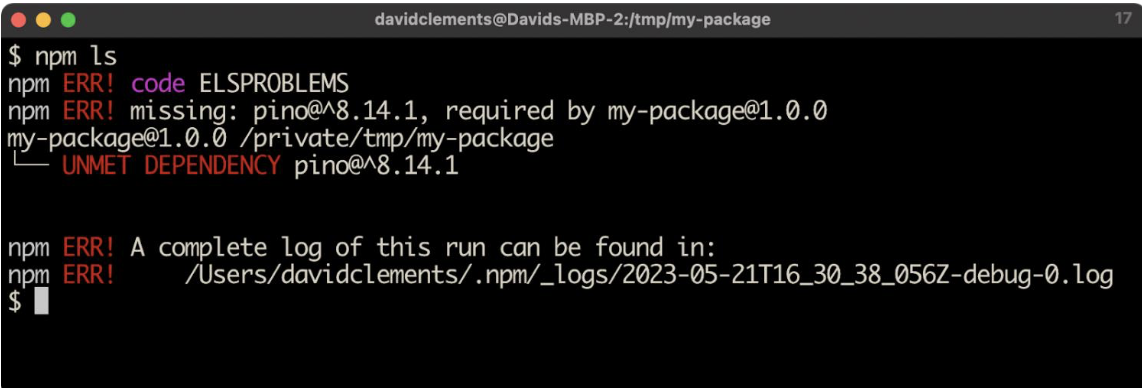 davidclements@Davids-MBP-2:/tmp/my-package 17
$ npm ls
npm ERR! code ELSPROBLEMS
npm ERR! missing: pino@^8.14.1, required by my-package@1.0.0
my-package@1.0.0 /private/tmp/my-package
└── UNMET DEPENDENCY pino@^8.14.1
npm ERR! A complete log of this run can be found in:
npm ERR!     /Users/davidclements/.npm/_logs/2023-05-21T16_30_38_056Z-debug-0.log
$